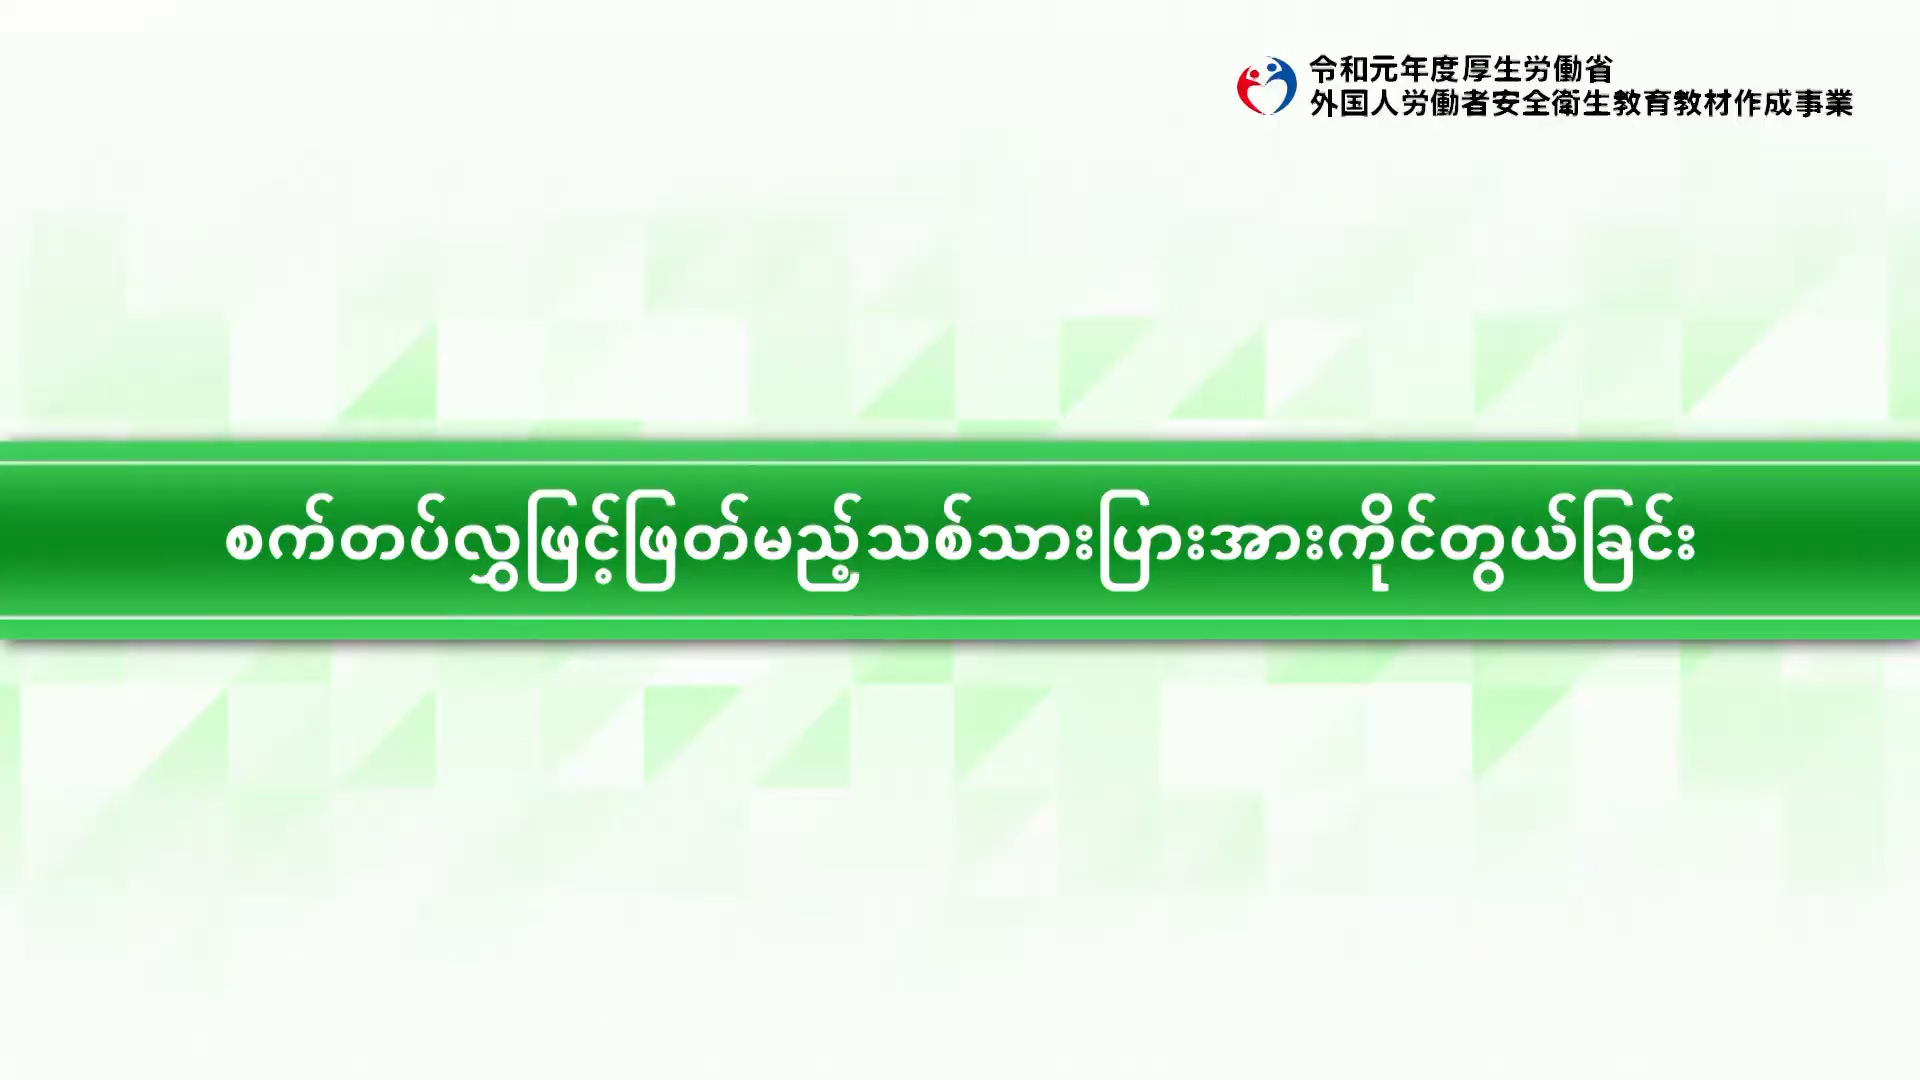 令和元年度厚生労働省
外国人労働者安全衛生教育教材作成事業
စက်တပ်လွှဖြင့်ဖြတ်မည့်သစ်သားပြားအားကိုင်တွယ်ခြင်း